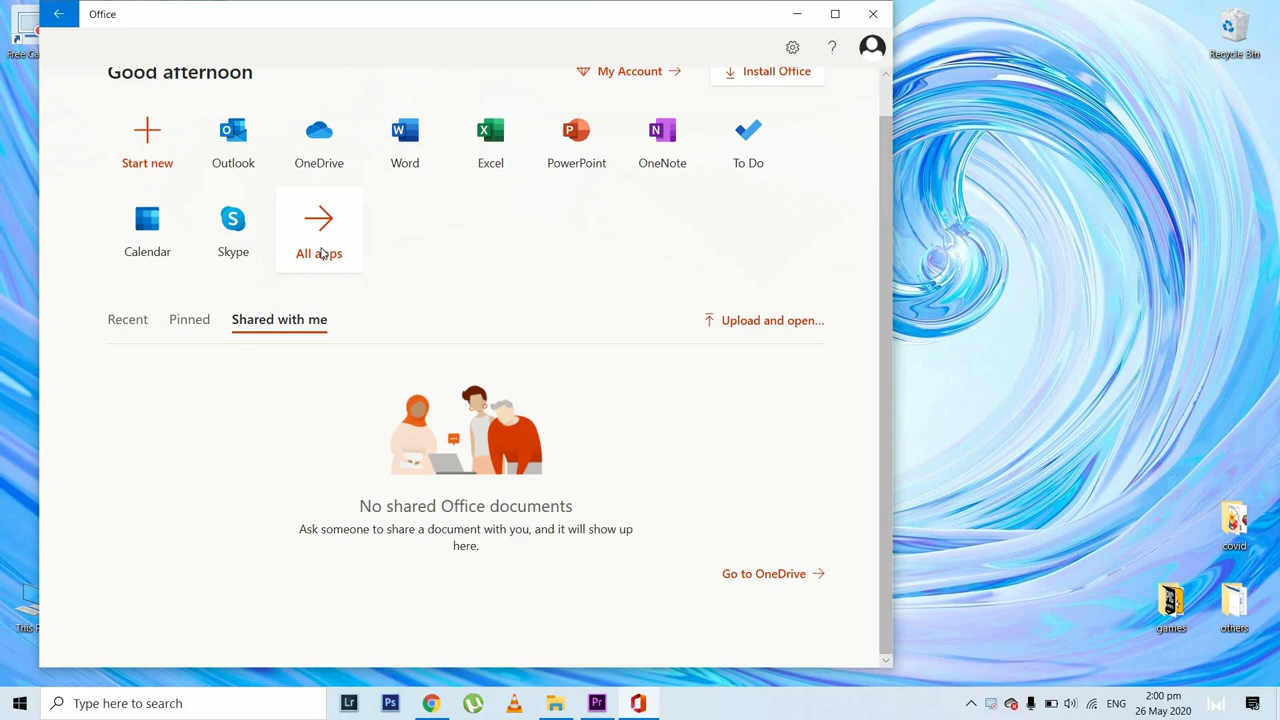 Office
Good afternoon
My Account
Install Office
Start new
Outlook
OneDrive
Word
Excel
PowerPoint
OneNote
To Do
Calendar
Skype
All apps
Recent
Pinned
Shared with me
Upload and open...
No shared Office documents
Ask someone to share a document with you, and it will show up
here.
Go to OneDrive
Recycle Bin
covid
games
others
Type here to search
Lr
Ps
Pr
ENG
2:00 pm
26 May 2020